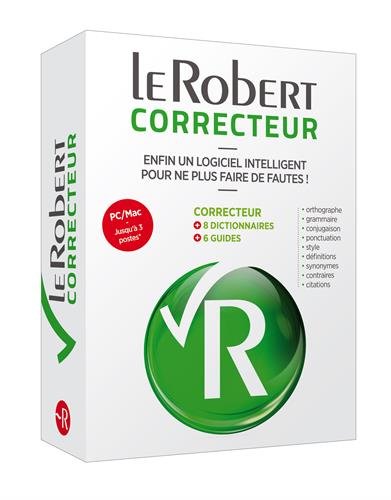 LE ROBERT
CORRECTEUR
ENFIN UN LOGICIEL INTELLIGENT
POUR NE PLUS FAIRE DE FAUTES !
PC/Mac
-
Jusqu'à 3
postes*
CORRECTEUR
+ 8 DICTIONNAIRES
+ 6 GUIDES
• orthographe
• grammaire
• conjugaison
• ponctuation
• style
• définitions
• synonymes
• contraires
• citations
R
LE ROBERT
CORRECTEUR
R